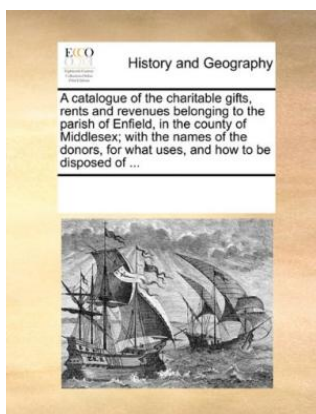 ECCO
History and Geography
A catalogue of the charitable gifts,
rents and revenues belonging to the
parish of Enfield, in the county of
Middlesex; with the names of the
donors, for what uses, and how to be
disposed of ...